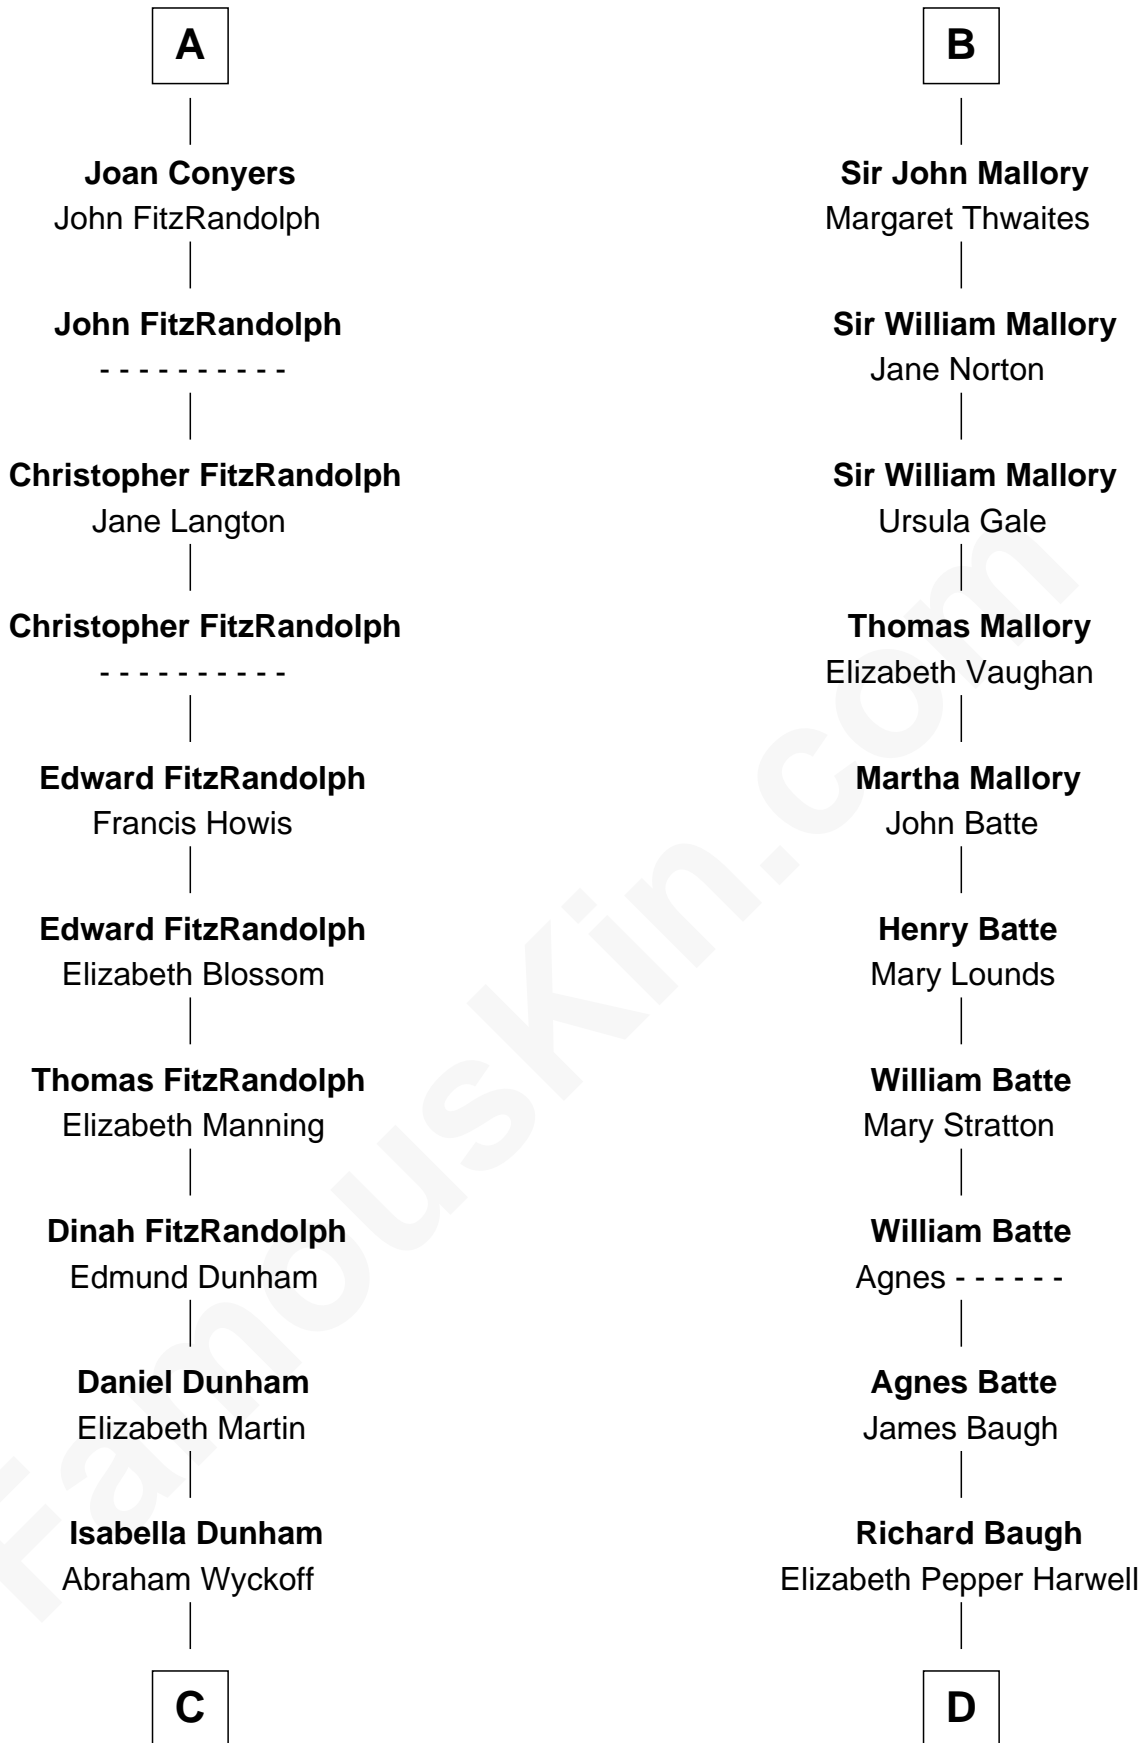 A
Joan Conyers
John FitzRandolph
John FitzRandolph
- - - - - - - - - -
Christopher FitzRandolph
Jane Langton
Christopher FitzRandolph
- - - - - - - - - -
Edward FitzRandolph
Francis Howis
Edward FitzRandolph
Elizabeth Blossom
Thomas FitzRandolph
Elizabeth Manning
Dinah FitzRandolph
Edmund Dunham
Daniel Dunham
Elizabeth Martin
Isabella Dunham
Abraham Wyckoff
C
B
Sir John Mallory
Margaret Thwaites
Sir William Mallory
Jane Norton
Sir William Mallory
Ursula Gale
Thomas Mallory
Elizabeth Vaughan
Martha Mallory
John Batte
Henry Batte
Mary Lounds
William Batte
Mary Stratton
William Batte
Agnes - - - - - -
Agnes Batte
James Baugh
Richard Baugh
Elizabeth Pepper Harwell
D
FamousKin.com